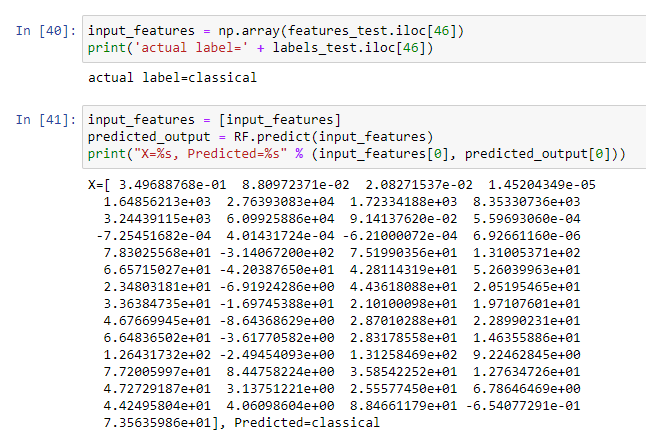 In [40]: input_features = np.array(features_test.iloc[46])
print('actual label=' + labels_test.iloc[46])
actual label=classical
In [41]: input_features = [input_features]
predicted_output = RF.predict(input_features)
print("X=%s, Predicted=%s" % (input_features[0], predicted_output[0]))
X=[ 3.49688768e-01 8.80972371e-02 2.08271537e-02 1.45204349e-05
1.64856213e+03 2.76393083e+04 1.72334188e+03 8.35330736e+03
3.24439115e+03 6.09925886e+04 9.14137620e-02 5.59693060e-04
-7.25451682e-04 4.01431724e-04 -6.21000072e-04 6.92661160e-06
7.83025568e+01 -3.14067200e+02 7.51990356e+01 1.31005371e+02
6.65715027e+01 -4.20387650e+01 4.28114319e+01 5.26039963e+01
2.34803181e+01 -6.91924286e+00 4.43618088e+01 2.05195465e+01
3.36384735e+01 -1.69745388e+01 2.10100098e+01 1.97107601e+01
4.67669945e+01 -8.64368629e+00 2.87010288e+01 2.28990231e+01
6.64836502e+01 -3.61770582e+00 2.83178558e+01 1.46355886e+01
1.26431732e+02 -2.49454093e+00 1.31258469e+02 9.22462845e+00
7.72005997e+01 8.44758224e+00 3.58542252e+01 1.27634726e+01
4.72729187e+01 3.13751221e+00 2.55577450e+01 6.78646469e+00
4.42495804e+01 4.06098604e+00 8.84661179e+01 -6.54077291e-01
7.35635986e+01], Predicted=classical